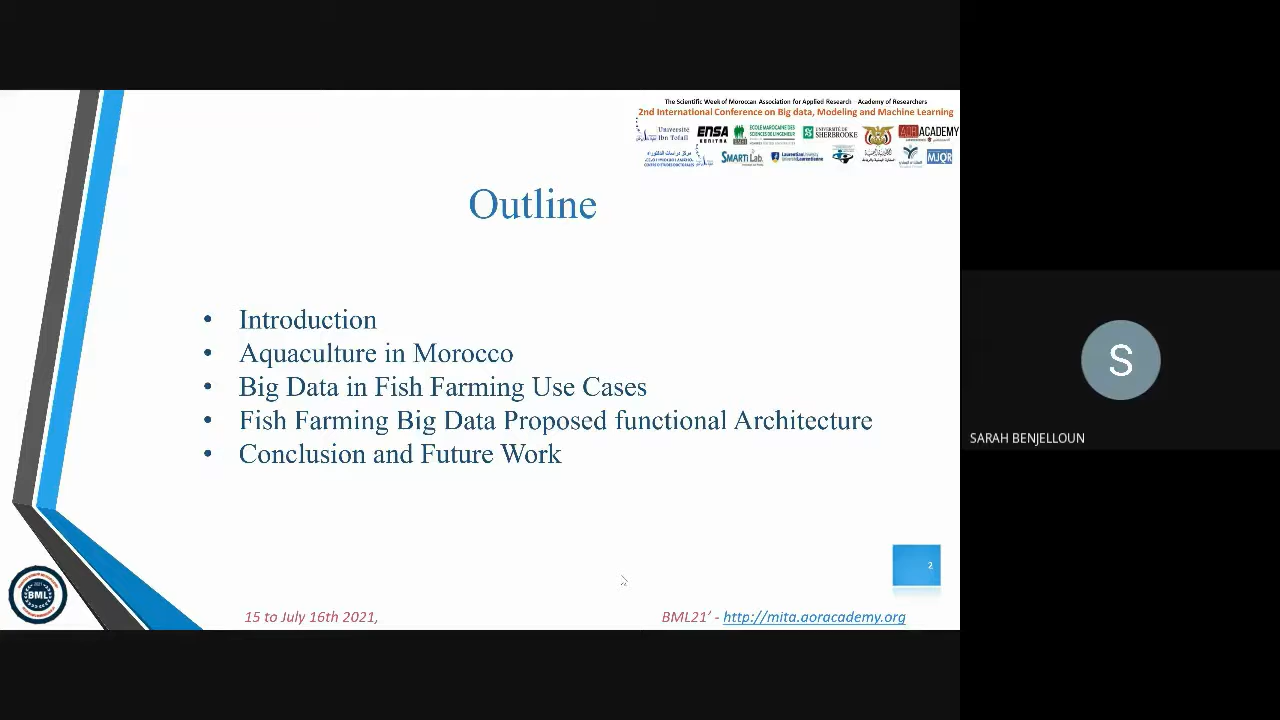 The Scientific Week of Moroccan Association for Applied Research Academy of Researchers
2nd International Conference on Big data, Modeling and Machine Learning
Université
Ibn Tofail
ENSA
KENITRA
ECOLE MAROCAINE DES
SCIENCES DE L'INGENIEUR
UNIVERSITÉ DE
SHERBROOKE
ACADEMY
SMARTi Lab.
MJQR
Outline
• Introduction
• Aquaculture in Morocco
• Big Data in Fish Farming Use Cases
• Fish Farming Big Data Proposed functional Architecture
• Conclusion and Future Work
S
SARAH BENJELLOUN
2
2021
BML
15 to July 16th 2021,
BML21’ - http://mita.aoracademy.org